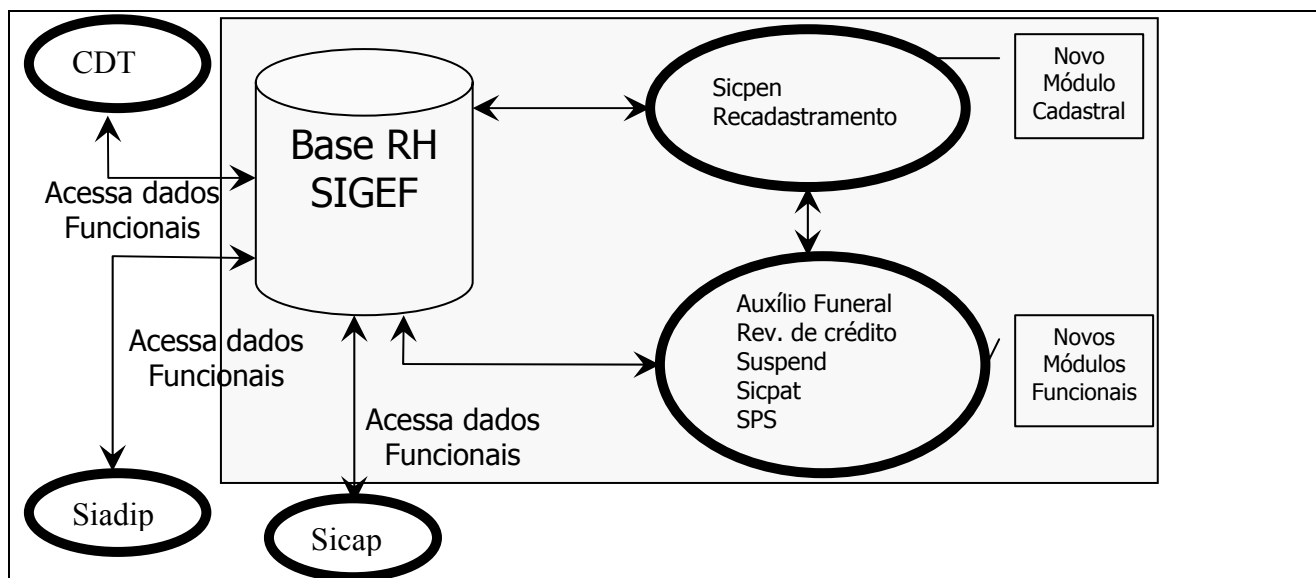 CDT
Base RH
SIGEF
Sicpen
Recadastramento
Novo
Módulo
Cadastral
Acessa dados
Funcionais
Acessa dados
Funcionais
Auxílio Funeral
Rev. de crédito
Suspend
Sicpat
SPS
Novos
Módulos
Funcionais
Acessa dados
Funcionais
Siadip
Sicap